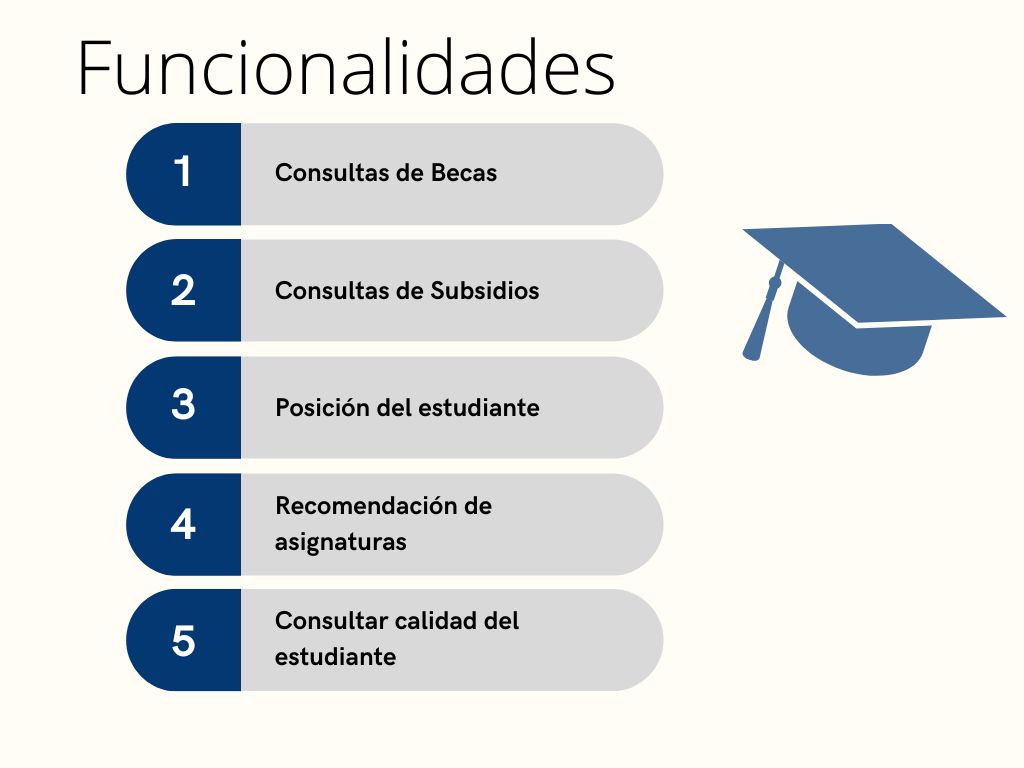 Funcionalidades
1
Consultas de Becas
2
Consultas de Subsidios
3
Posición del estudiante
4
Recomendación de
asignaturas
5
Consultar calidad del
estudiante